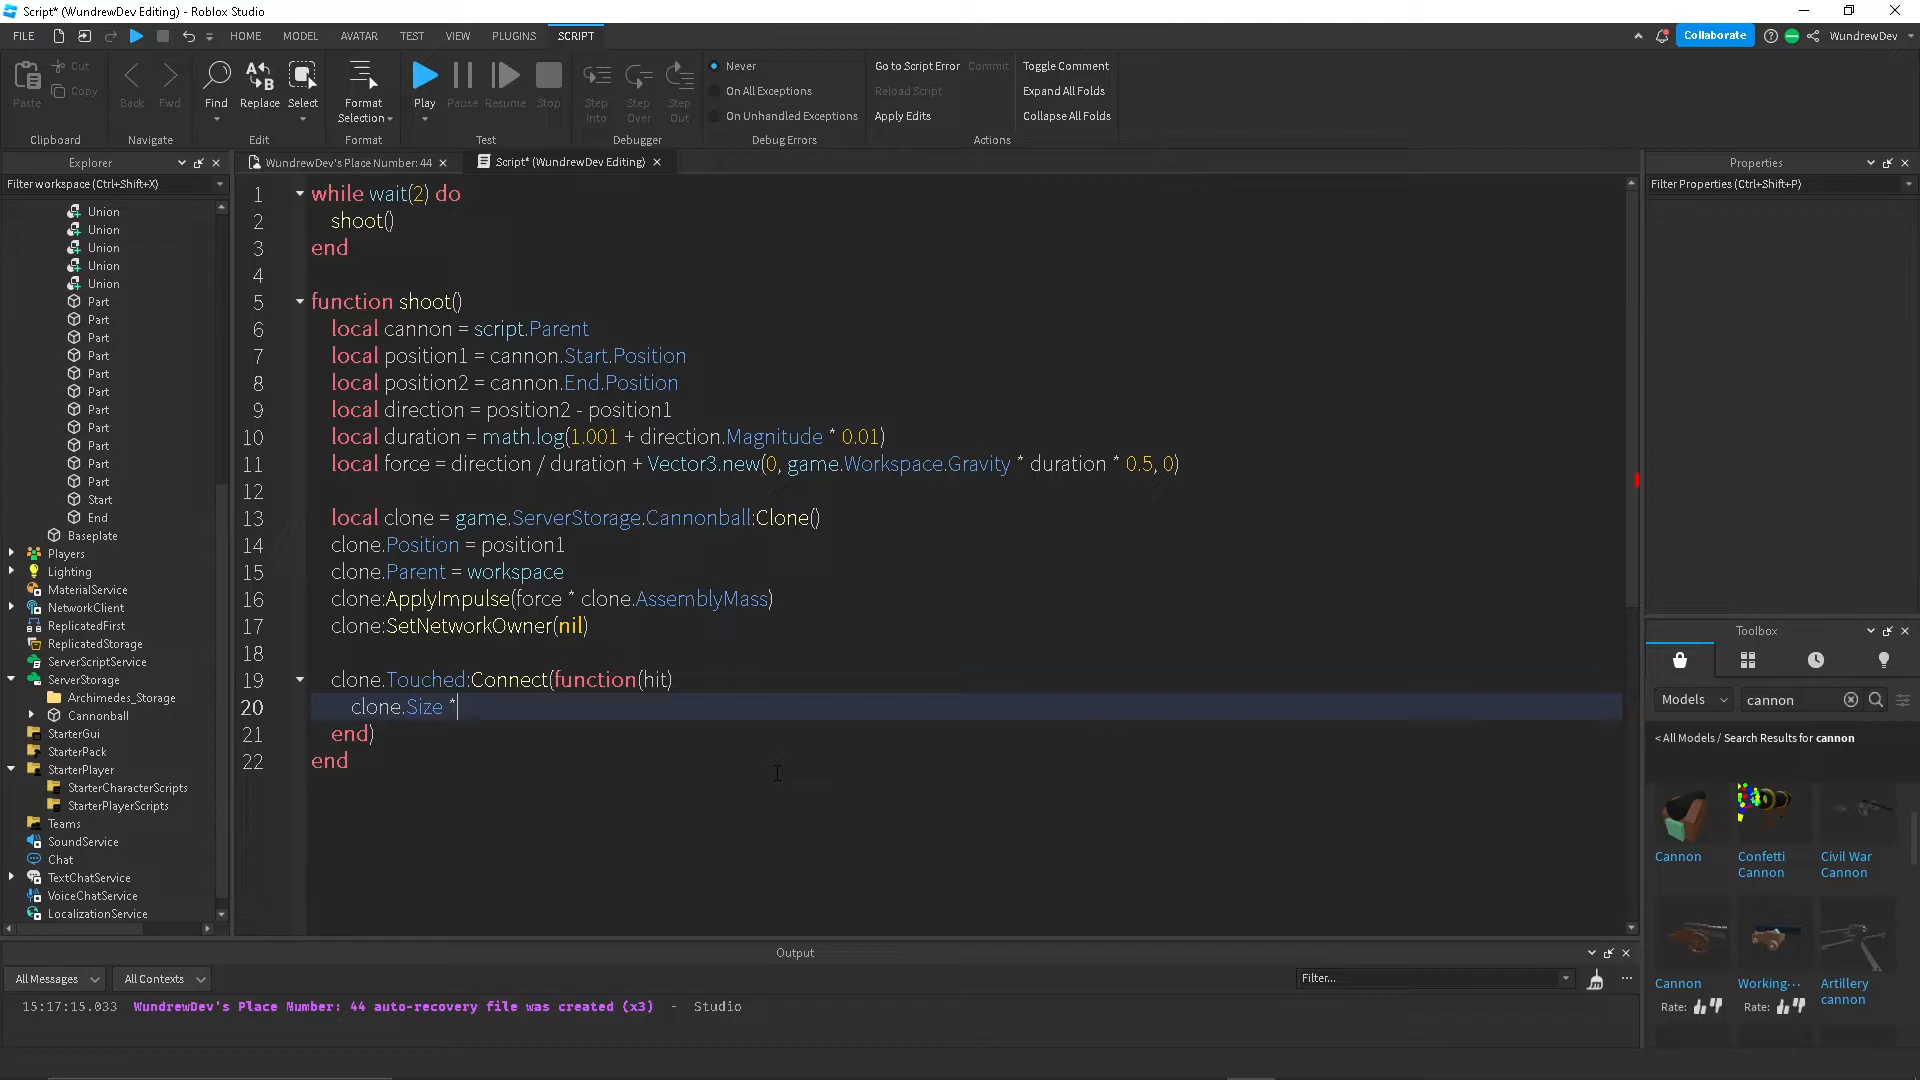 Script* (WundrewDev Editing) - Roblox Studio
FILE HOME MODEL AVATAR TEST VIEW PLUGINS SCRIPT Collaborate WundrewDev
Paste Cut Copy Back Fwd Find Replace Select Format Selection Play Pause Resume Stop Step Into Step Over Step Out
Never
On All Exceptions
On Unhandled Exceptions
Go to Script Error Commit
Reload Script
Apply Edits
Toggle Comment
Expand All Folds
Collapse All Folds
Clipboard Navigate Edit Format Test Debugger Debug Errors Actions
Explorer
Filter workspace (Ctrl+Shift+X)
Union
Union
Union
Union
Union
Part
Part
Part
Part
Part
Part
Part
Part
Part
Part
Part
Start
End
Baseplate
Players
Lighting
MaterialService
NetworkClient
ReplicatedFirst
ReplicatedStorage
ServerScriptService
ServerStorage
Archimedes_Storage
Cannonball
StarterGui
StarterPack
StarterPlayer
StarterCharacterScripts
StarterPlayerScripts
Teams
SoundService
Chat
TextChatService
VoiceChatService
LocalizationService
WundrewDev's Place Number: 44 Script* (WundrewDev Editing)
1 while wait(2) do
2 shoot()
3 end
4
5 function shoot()
6 local cannon = script.Parent
7 local position1 = cannon.Start.Position
8 local position2 = cannon.End.Position
9 local direction = position2 - position1
10 local duration = math.log(1.001 + direction.Magnitude * 0.01)
11 local force = direction / duration + Vector3.new(0, game.Workspace.Gravity * duration * 0.5, 0)
12
13 local clone = game.ServerStorage.Cannonball:Clone()
14 clone.Position = position1
15 clone.Parent = workspace
16 clone:ApplyImpulse(force * clone.AssemblyMass)
17 clone:SetNetworkOwner(nil)
18
19 clone.Touched:Connect(function(hit)
20 clone.Size *
21 end)
22 end
Properties
Filter Properties (Ctrl+Shift+P)
Toolbox
Models cannon
< All Models / Search Results for cannon
Cannon
Confetti Cannon
Civil War Cannon
Cannon
Working...
Artillery cannon
Rate: Rate:
Output
All Messages All Contexts Filter...
15:17:15.033 WundrewDev's Place Number: 44 auto-recovery file was created (x3) - Studio